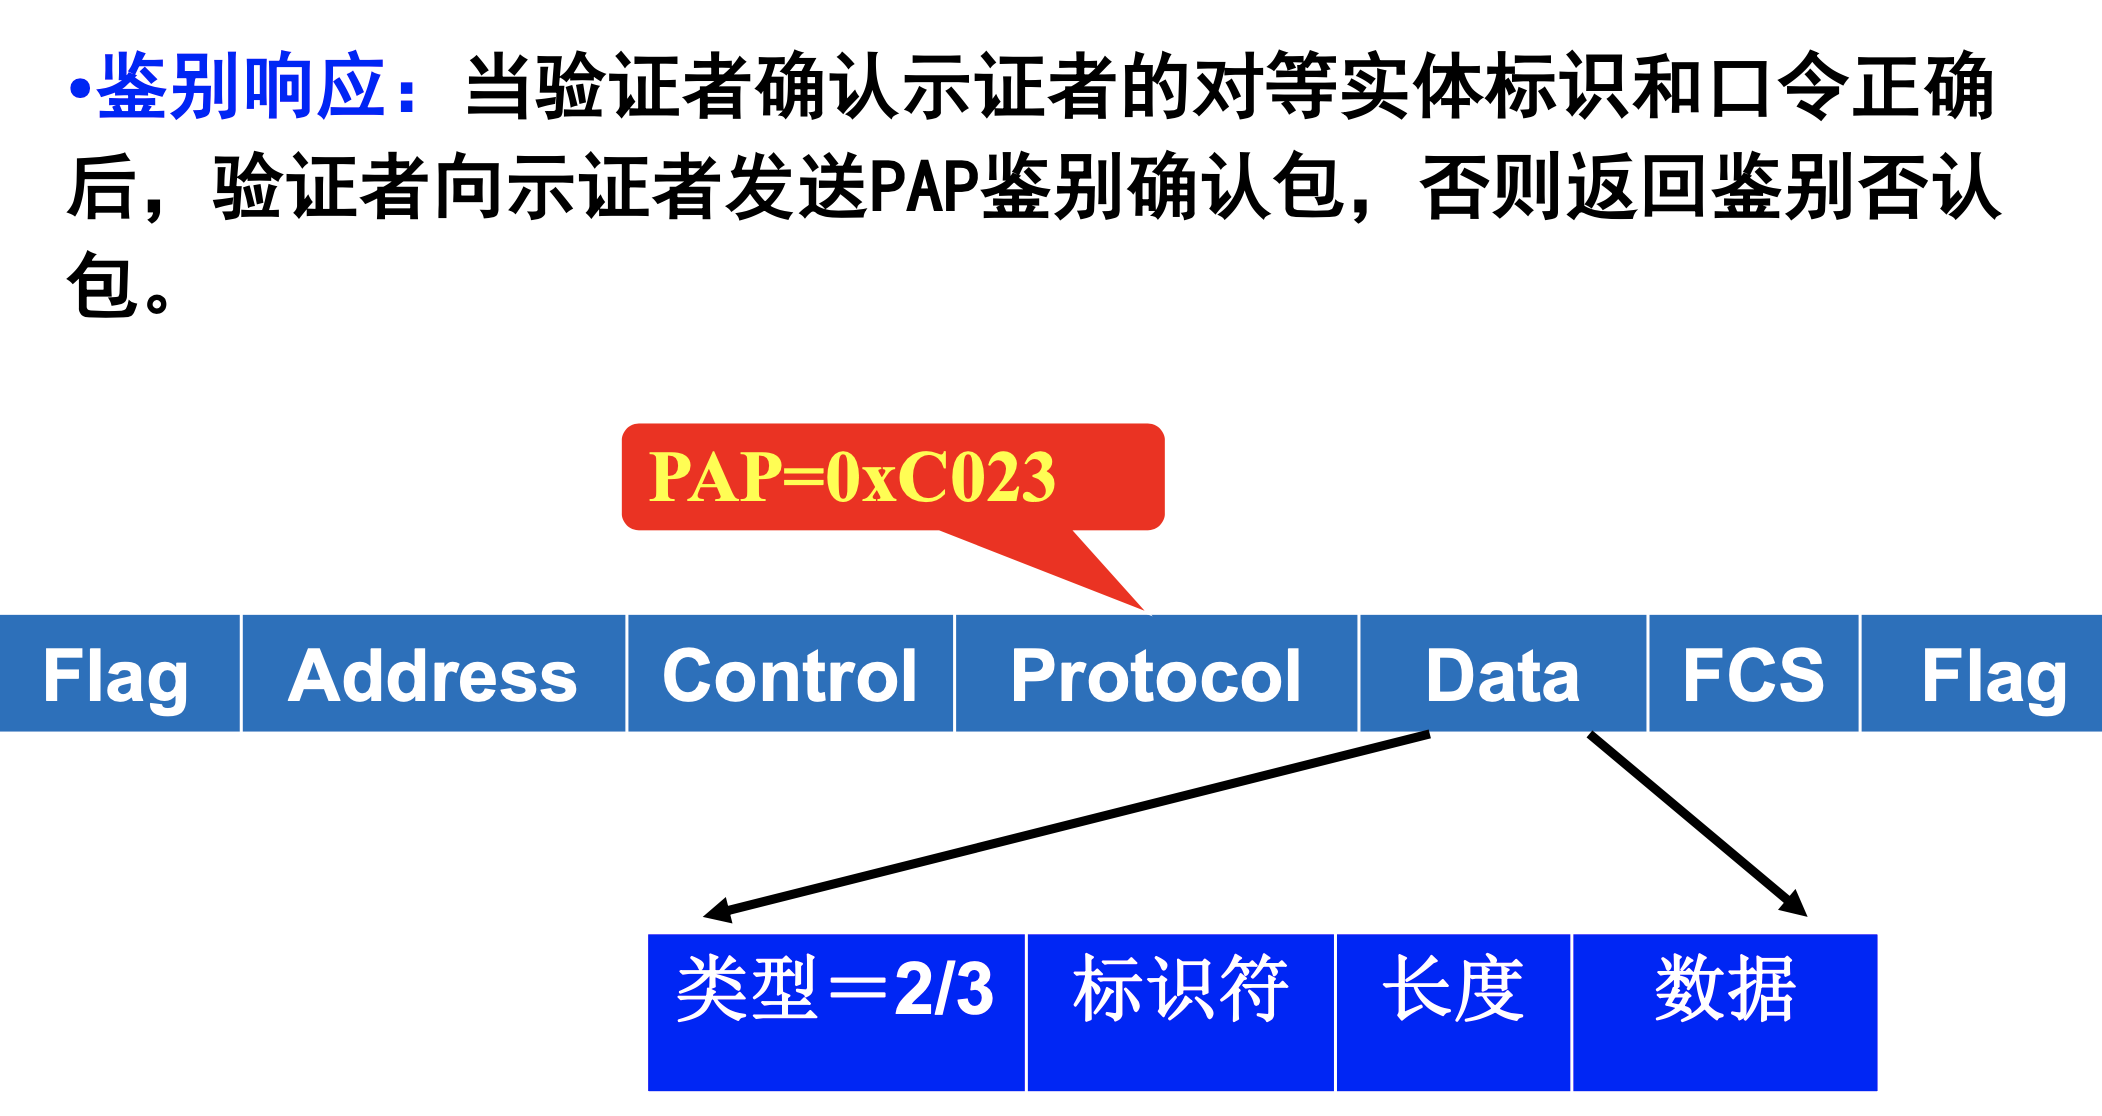 •鉴别响应：当验证者确认示证者的对等实体标识和口令正确
后，验证者向示证者发送PAP鉴别确认包，否则返回鉴别否认
包。
PAP=0xC023
Flag Address Control Protocol Data FCS Flag
类型＝2/3 标识符 长度 数据